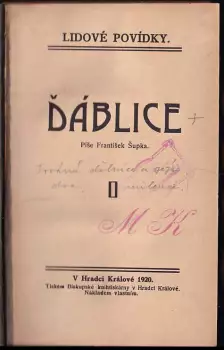 LIDOVÉ POVÍDKY.
ĎÁBLICE +
Píše František Šupka.
M K
V Hradci Králové 1920.
Tiskem Biskupské knihtiskárny v Hradci Králové.
Nákladem vlastním.